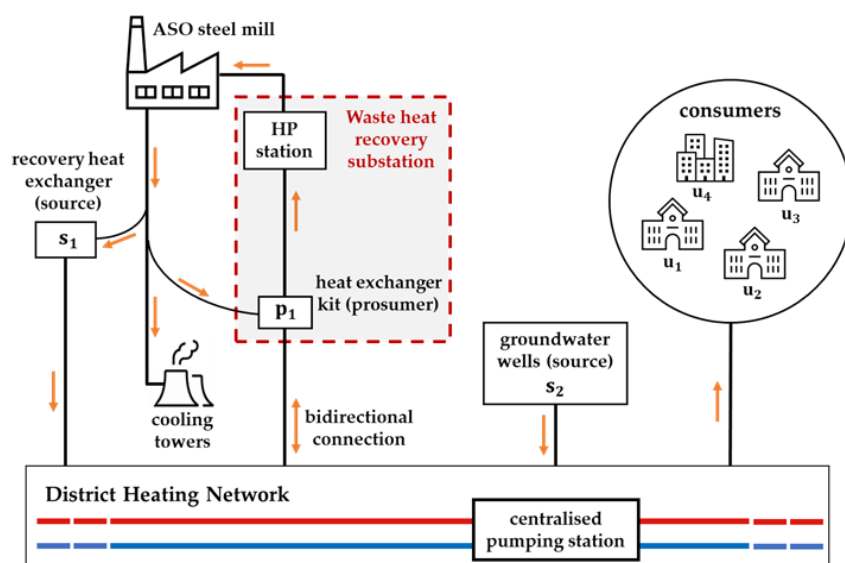 ASO steel mill
Waste heat
recovery
substation
HP
station
consumers
u₄
u₃
u₁
u₂
recovery heat
exchanger
(source)
s₁
heat exchanger
kit (prosumer)
p₁
groundwater
wells (source)
s₂
cooling
towers
bidirectional
connection
District Heating Network
centralised
pumping station